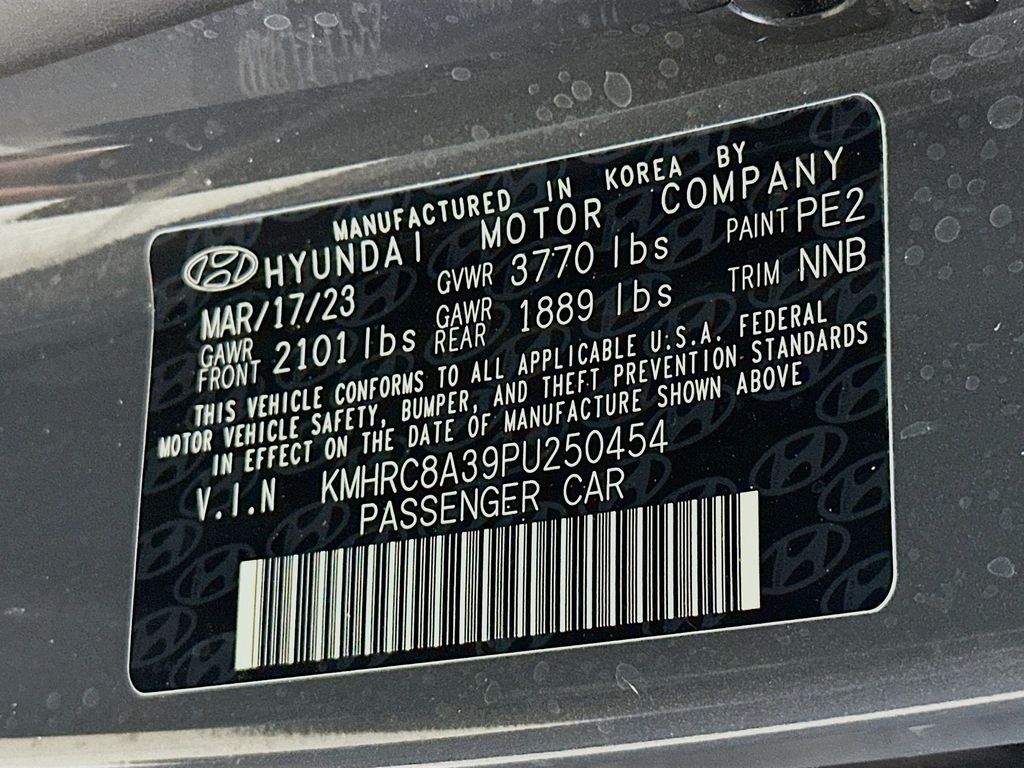 MANUFACTURED IN KOREA BY
HYUNDAI MOTOR COMPANY
MAR/17/23 GVWR 3770 lbs PAINT PE2
GAWR FRONT 2101 lbs GAWR REAR 1889 lbs TRIM NNB
THIS VEHICLE CONFORMS TO ALL APPLICABLE U.S.A. FEDERAL
MOTOR VEHICLE SAFETY, BUMPER, AND THEFT PREVENTION STANDARDS
IN EFFECT ON THE DATE OF MANUFACTURE SHOWN ABOVE
V.I.N KMHRC8A39PU250454
PASSENGER CAR